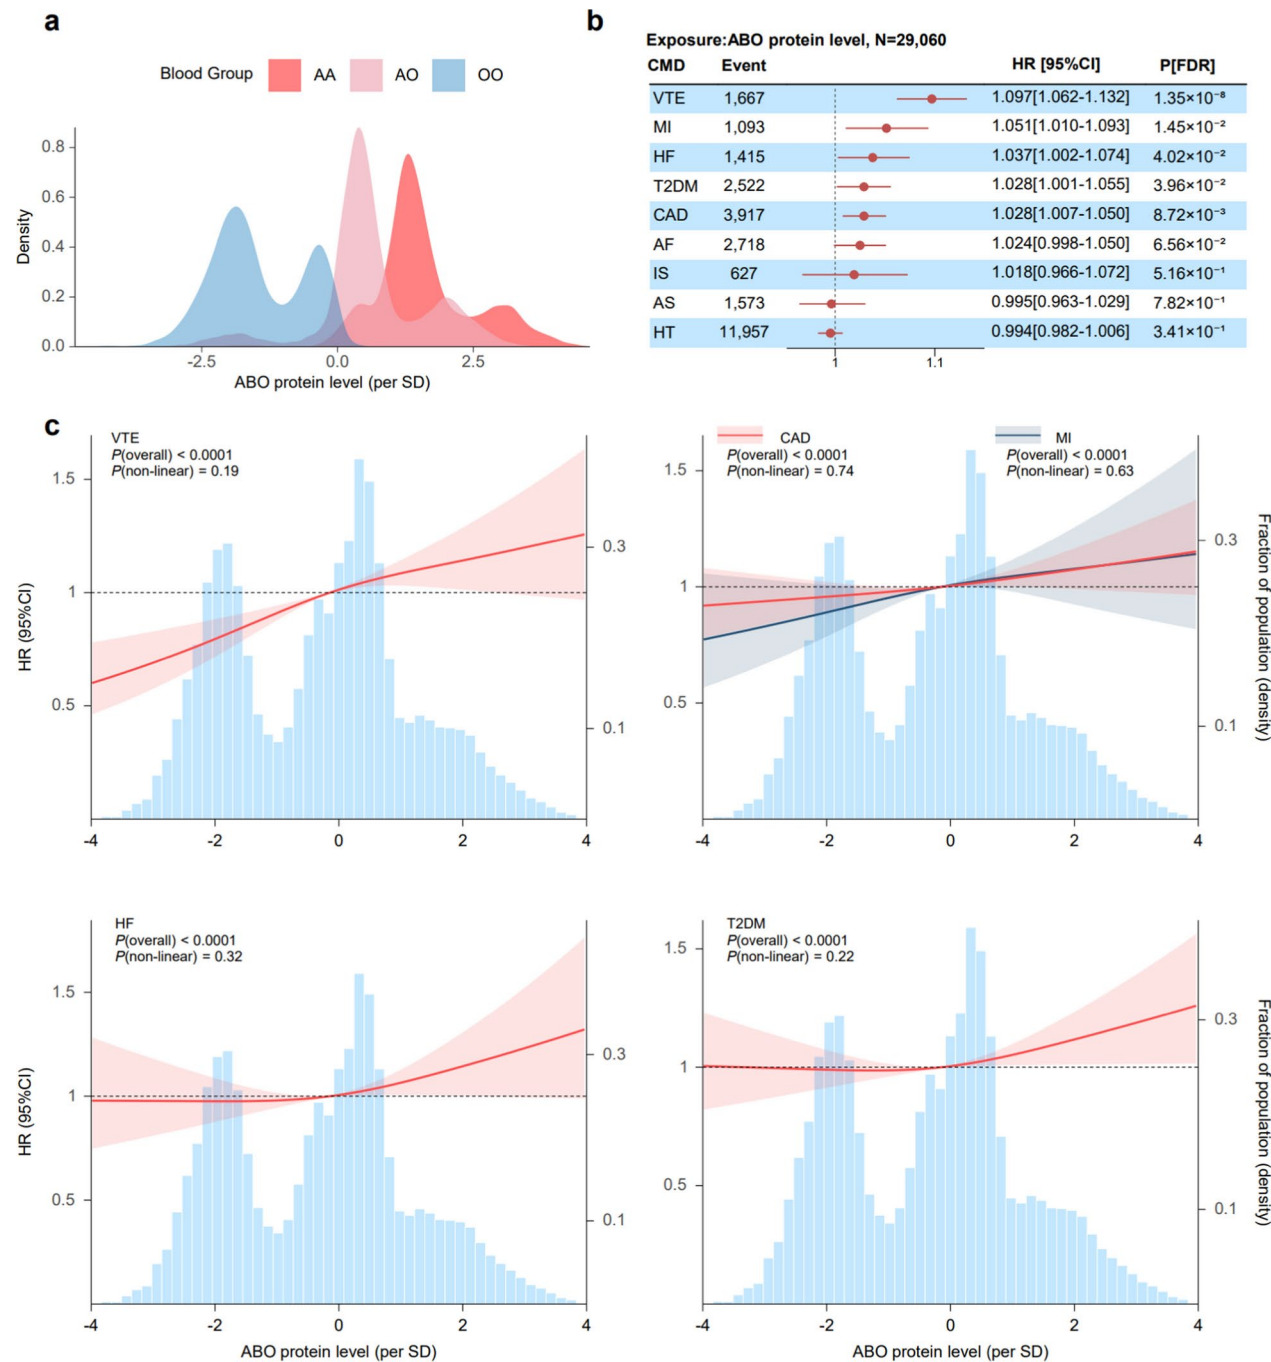 a
Blood Group AA AO OO
0.8
0.6
0.4
0.2
0.0
Density
-2.5 0.0 2.5
ABO protein level (per SD)
b
Exposure:ABO protein level, N=29,060
CMD Event HR [95%CI] P[FDR]
VTE 1,667 1.097[1.062-1.132] 1.35×10⁻⁸
MI 1,093 1.051[1.010-1.093] 1.45×10⁻²
HF 1,415 1.037[1.002-1.074] 4.02×10⁻²
T2DM 2,522 1.028[1.001-1.055] 3.96×10⁻²
CAD 3,917 1.028[1.007-1.050] 8.72×10⁻³
AF 2,718 1.024[0.998-1.050] 6.56×10⁻²
IS 627 1.018[0.966-1.072] 5.16×10⁻¹
AS 1,573 0.995[0.963-1.029] 7.82×10⁻¹
HT 11,957 0.994[0.982-1.006] 3.41×10⁻¹
1 1.1
c
VTE
P(overall) < 0.0001
P(non-linear) = 0.19
1.5
1
0.5
HR (95%CI)
0.3
0.1
-4 -2 0 2 4
CAD
P(overall) < 0.0001
P(non-linear) = 0.74
MI
P(overall) < 0.0001
P(non-linear) = 0.63
1.5
1
0.5
0.3
0.1
Fraction of population (density)
-4 -2 0 2 4
HF
P(overall) < 0.0001
P(non-linear) = 0.32
1.5
1
0.5
HR (95%CI)
0.3
0.1
-4 -2 0 2 4
ABO protein level (per SD)
T2DM
P(overall) < 0.0001
P(non-linear) = 0.22
1.5
1
0.5
0.3
0.1
Fraction of population (density)
-4 -2 0 2 4
ABO protein level (per SD)